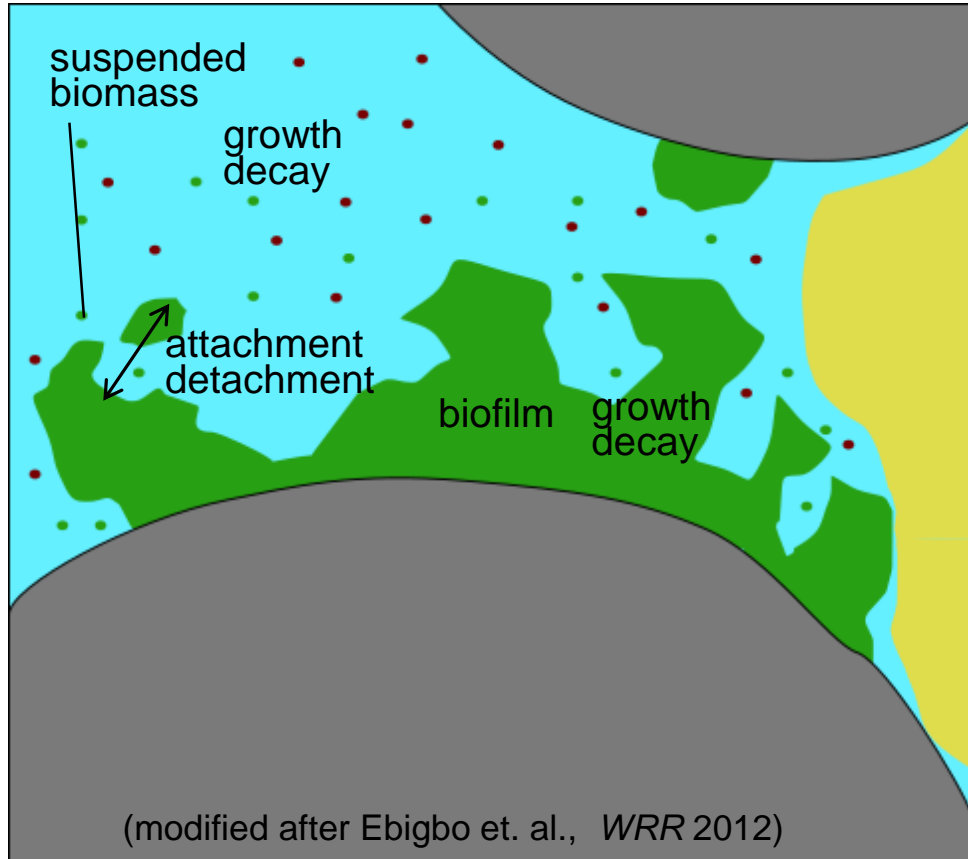 suspended
biomass
growth
decay
attachment
detachment
biofilm
growth
decay
(modified after Ebigbo et. al., WRR 2012)